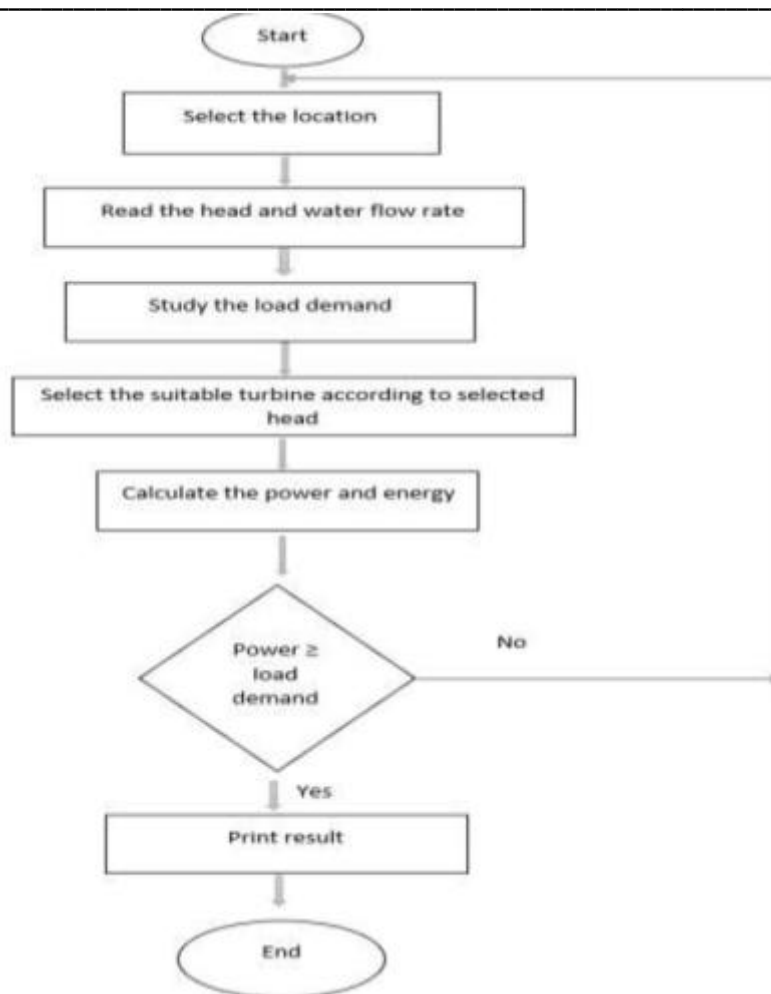 Start
Select the location
Read the head and water flow rate
Study the load demand
Select the suitable turbine according to selected
head
Calculate the power and energy
Power ≥
load
demand
No
Yes
Print result
End